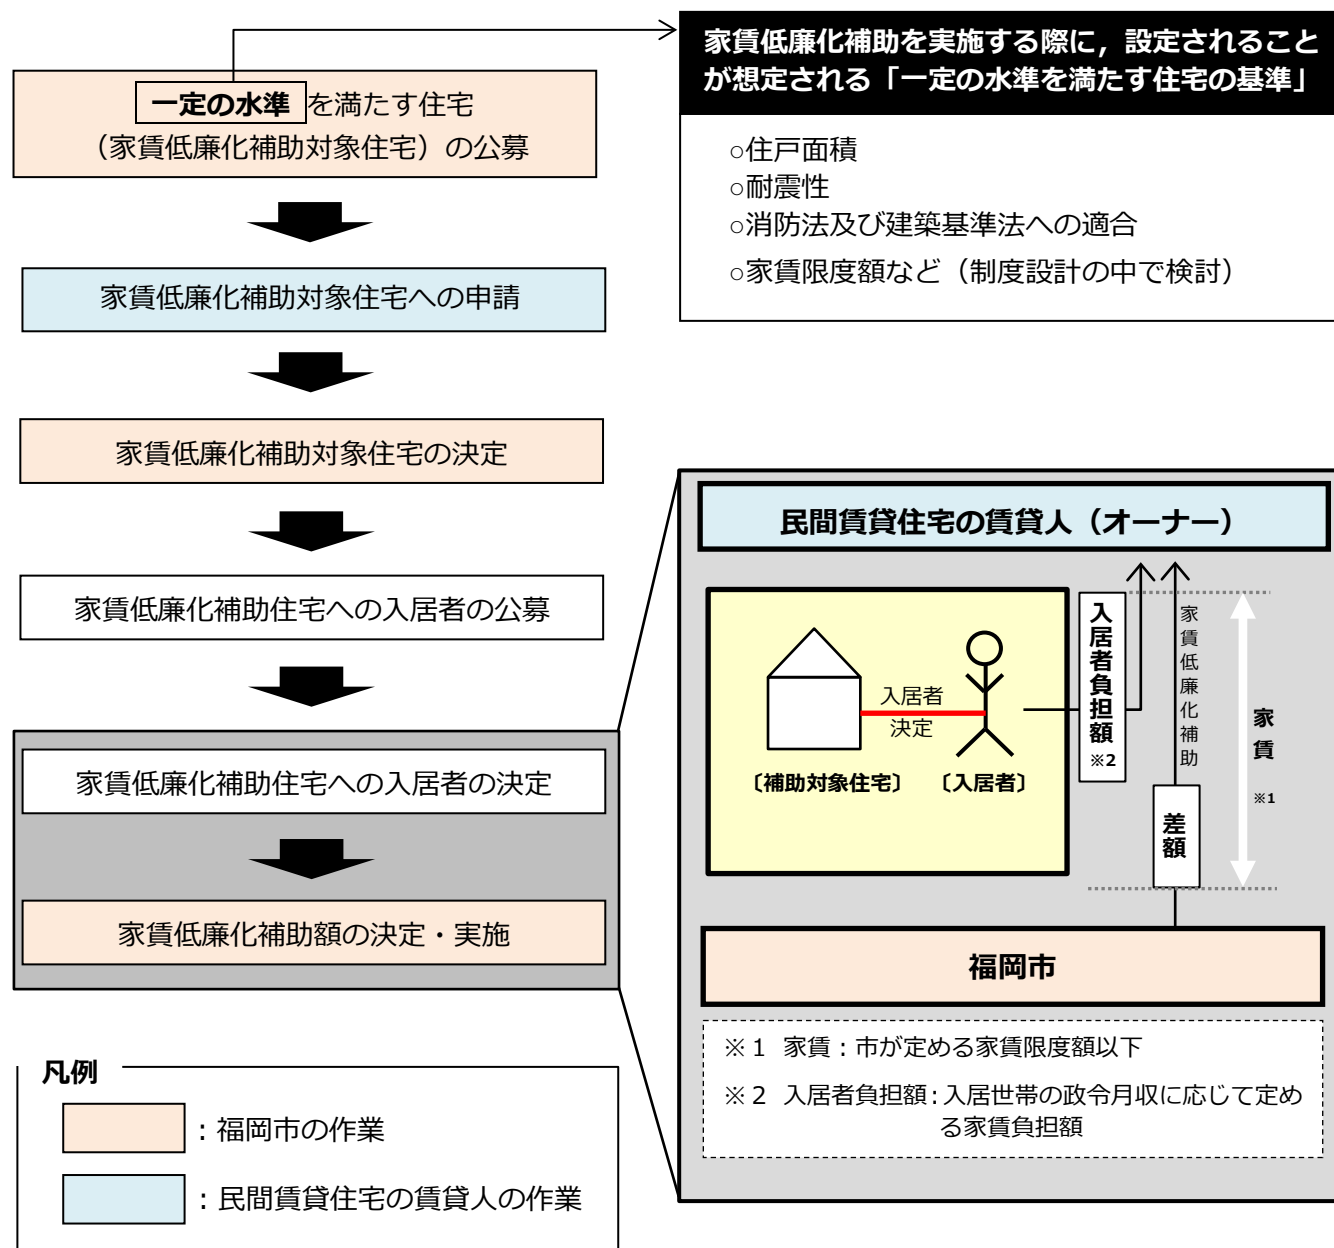 一定の水準を満たす住宅
（家賃低廉化補助対象住宅）の公募
家賃低廉化補助対象住宅への申請
家賃低廉化補助対象住宅の決定
家賃低廉化補助住宅への入居者の公募
家賃低廉化補助住宅への入居者の決定
家賃低廉化補助額の決定・実施
家賃低廉化補助を実施する際に，設定されること
が想定される「一定の水準を満たす住宅の基準」
○住戸面積
○耐震性
○消防法及び建築基準法への適合
○家賃限度額など（制度設計の中で検討）
民間賃貸住宅の賃貸人（オーナー）
入居者
決定
〔補助対象住宅〕
〔入居者〕
入居者負担額
※2
家賃低廉化補助
差額
家賃
※1
福岡市
※１ 家賃：市が定める家賃限度額以下
※２ 入居者負担額：入居世帯の政令月収に応じて定め
る家賃負担額
凡例
：福岡市の作業
：民間賃貸住宅の賃貸人の作業